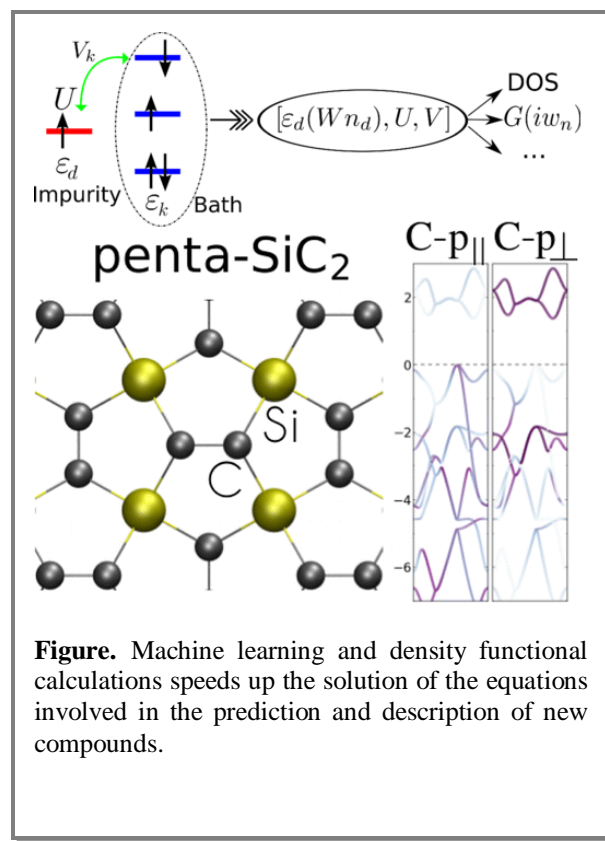 V_k
U
ε_d
Impurity
ε_k
Bath
[ε_d(Wn_d), U, V]
DOS
G(iw_n)
...
penta-SiC₂
Si
C
C-p|| C-p⊥
2
0
−2
−4
−6
Figure. Machine learning and density functional
calculations speeds up the solution of the equations
involved in the prediction and description of new
compounds.